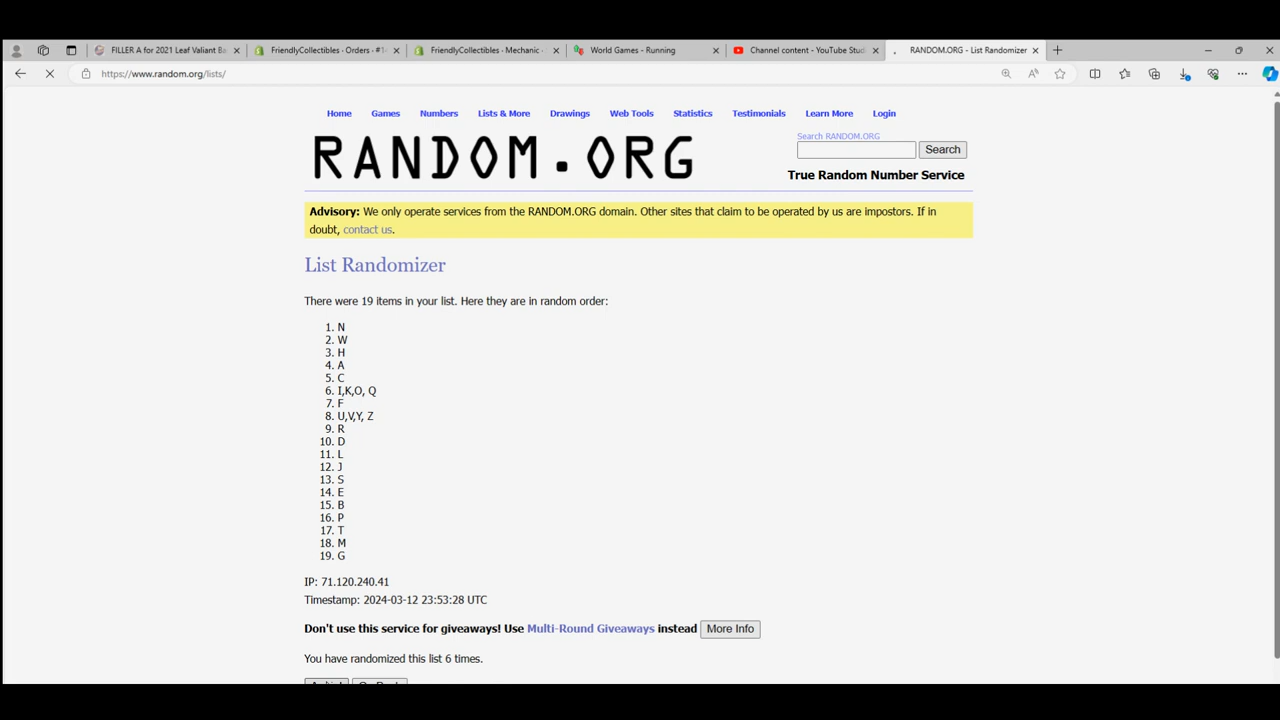 FILLER A for 2021 Leaf Valiant Ba
FriendlyCollectibles · Orders · #1
FriendlyCollectibles · Mechanic ·
World Games - Running
Channel content - YouTube Stud
RANDOM.ORG - List Randomizer
https://www.random.org/lists/
Home Games Numbers Lists & More Drawings Web Tools Statistics Testimonials Learn More Login
RANDOM.ORG
Search RANDOM.ORG
Search
True Random Number Service
Advisory: We only operate services from the RANDOM.ORG domain. Other sites that claim to be operated by us are impostors. If in
doubt, contact us.
List Randomizer
There were 19 items in your list. Here they are in random order:
1. N
2. W
3. H
4. A
5. C
6. I,K,O, Q
7. F
8. U,V,Y, Z
9. R
10. D
11. L
12. J
13. S
14. E
15. B
16. P
17. T
18. M
19. G
IP: 71.120.240.41
Timestamp: 2024-03-12 23:53:28 UTC
Don't use this service for giveaways! Use Multi-Round Giveaways instead More Info
You have randomized this list 6 times.